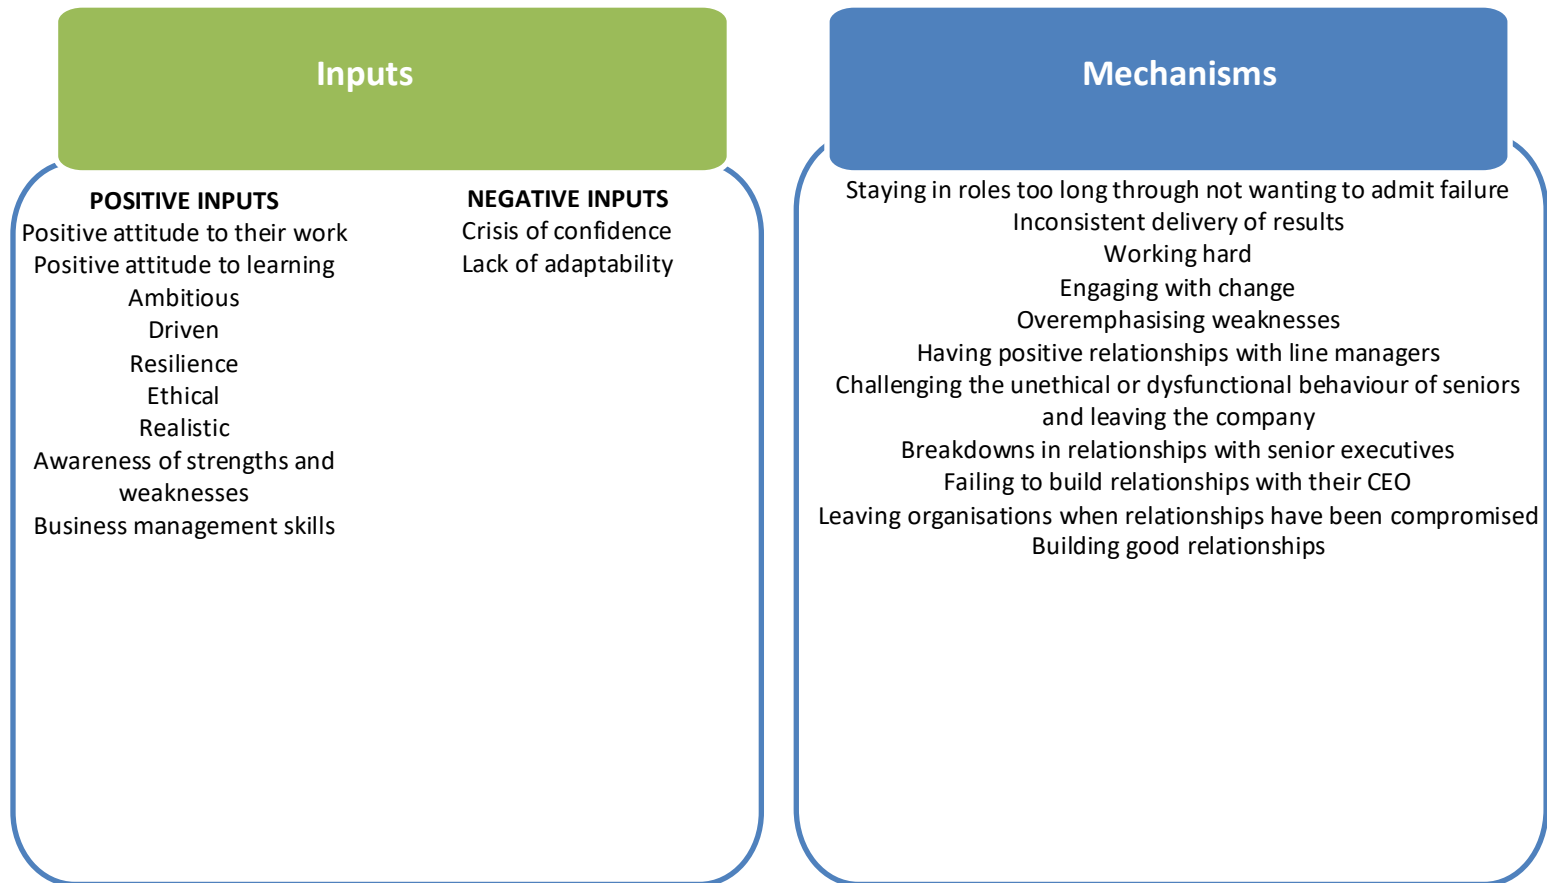 Inputs
POSITIVE INPUTS
Positive attitude to their work
Positive attitude to learning
Ambitious
Driven
Resilience
Ethical
Realistic
Awareness of strengths and
weaknesses
Business management skills
NEGATIVE INPUTS
Crisis of confidence
Lack of adaptability
Mechanisms
Staying in roles too long through not wanting to admit failure
Inconsistent delivery of results
Working hard
Engaging with change
Overemphasising weaknesses
Having positive relationships with line managers
Challenging the unethical or dysfunctional behaviour of seniors
and leaving the company
Breakdowns in relationships with senior executives
Failing to build relationships with their CEO
Leaving organisations when relationships have been compromised
Building good relationships